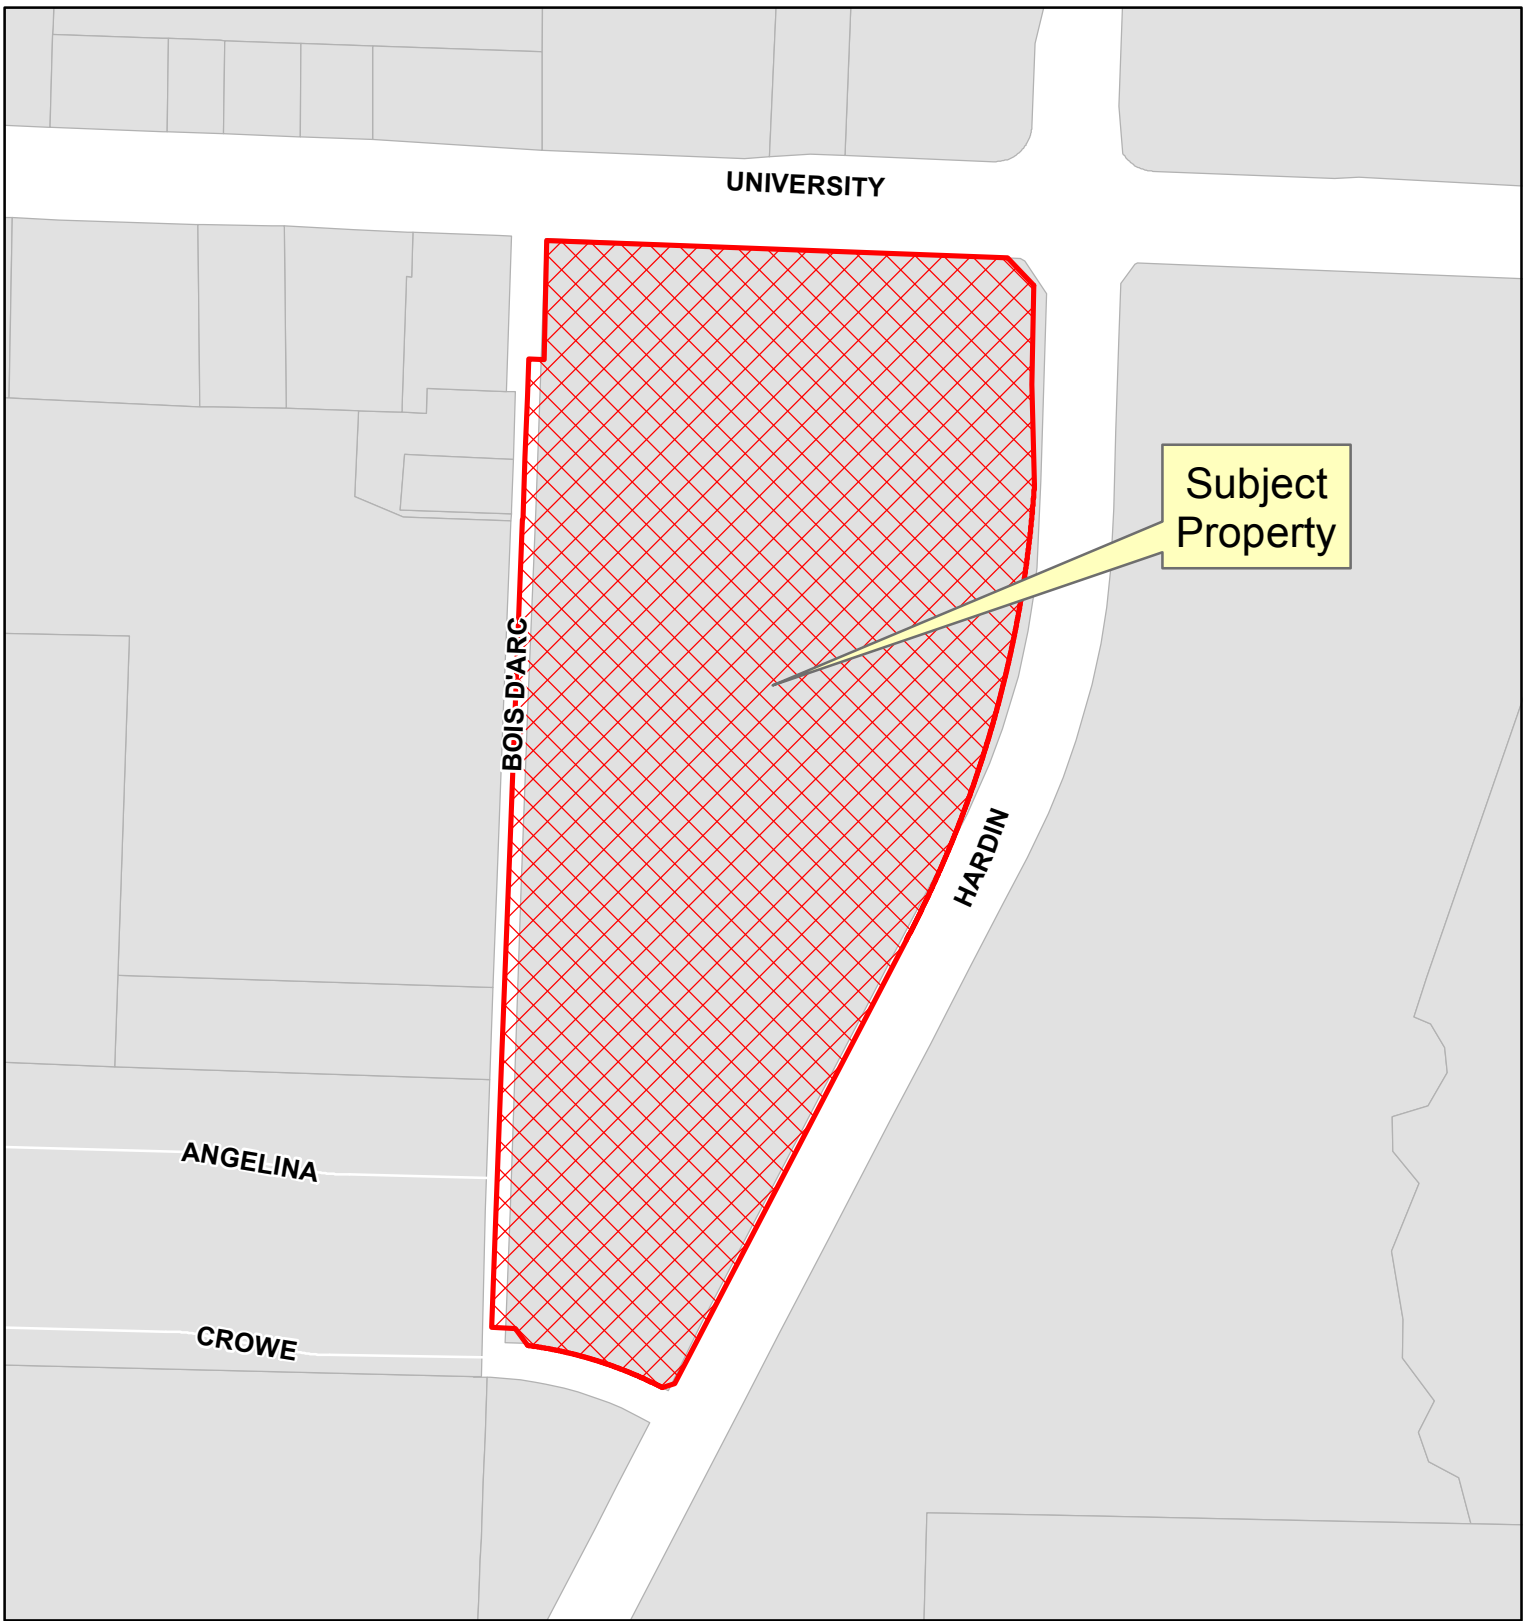 UNIVERSITY
Subject
Property
BOIS D'ARC
HARDIN
ANGELINA
CROWE